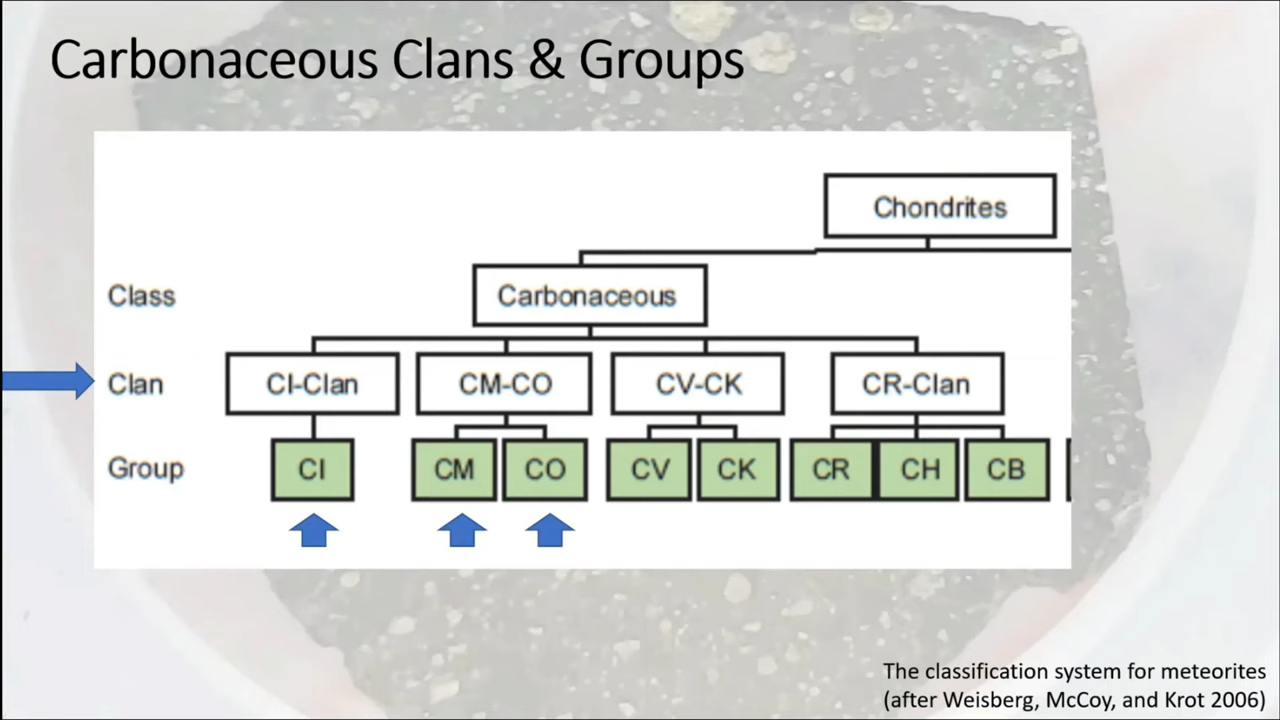 Carbonaceous Clans & Groups
Chondrites
Class
Carbonaceous
Clan
CI-Clan
CM-CO
CV-CK
CR-Clan
Group
CI
CM
CO
CV
CK
CR
CH
CB
The classification system for meteorites
(after Weisberg, McCoy, and Krot 2006)